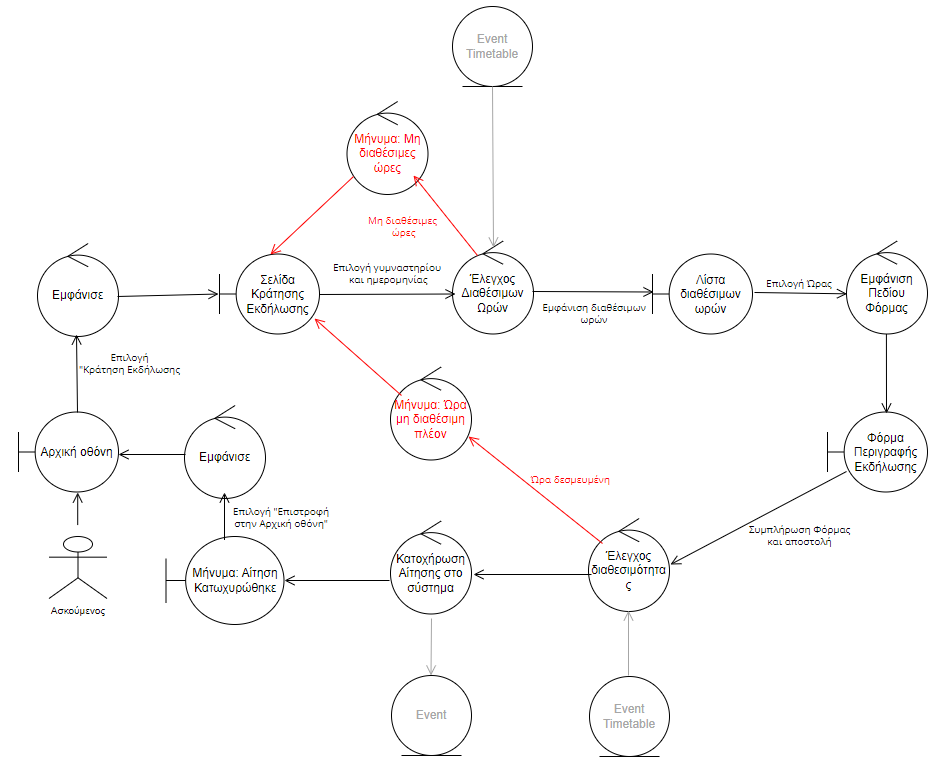 Event
Timetable
Μήνυμα: Μη
διαθέσιμες
ώρες
Μη διαθέσιμες
ώρες
Εμφάνισε
Σελίδα
Κράτησης
Εκδήλωσης
Επιλογή γυμναστηρίου
και ημερομηνίας
Έλεγχος
Διαθέσιμων
Ωρών
Εμφάνιση διαθέσιμων
ωρών
Λίστα
διαθέσιμων
ωρών
Επιλογή Ώρας
Εμφάνιση
Πεδίου
Φόρμας
Επιλογή
"Κράτηση Εκδήλωσης
Μήνυμα: Ώρα
μη διαθέσιμη
πλέον
Αρχική οθόνη
Εμφάνισε
Φόρμα
Περιγραφής
Εκδήλωσης
Ώρα δεσμευμένη
Επιλογή "Επιστροφή
στην Αρχική οθόνη"
Συμπλήρωση Φόρμας
και αποστολή
Ασκούμενος
Μήνυμα: Αίτηση
Κατωχυρώθηκε
Κατοχήρωση
Αίτησης στο
σύστημα
Έλεγχος
διαθεσιμότητα
ς
Event
Event
Timetable